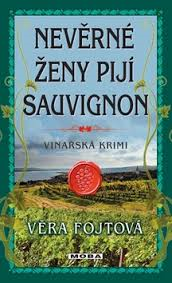 NEVĚRNÉ
ŽENY PIJÍ
SAUVIGNON
VINAŘSKÁ KRIMI
VĚRA FOJTOVÁ
MOBA